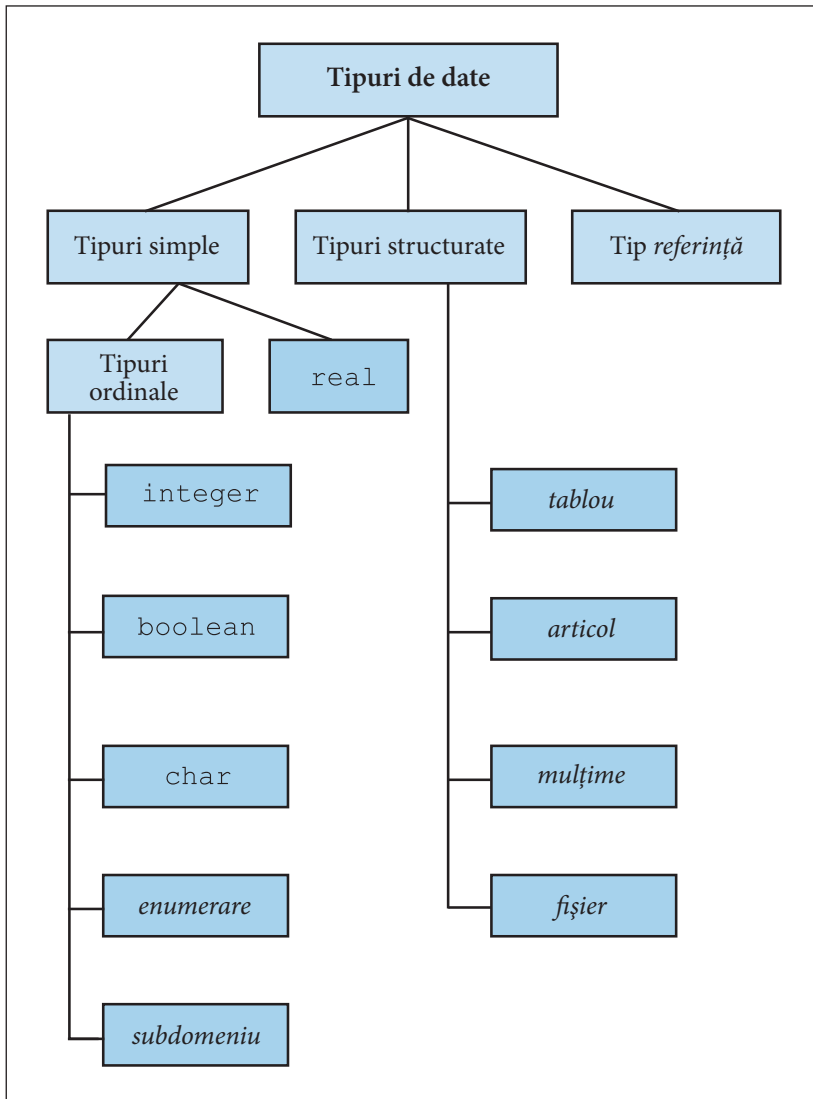 Tipuri de date
Tipuri simple
Tipuri structurate
Tip referință
Tipuri
ordinale
real
integer
tablou
boolean
articol
char
mulțime
enumerare
fişier
subdomeniu